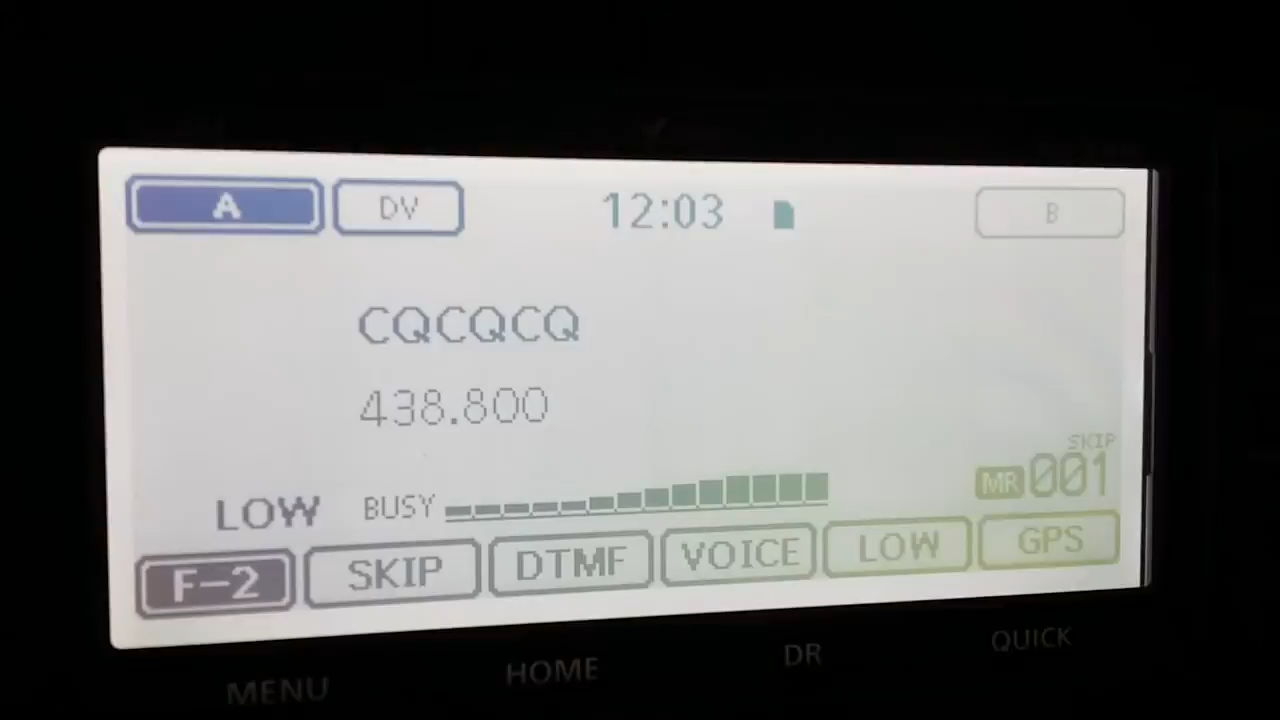 A DV 12:03 B
CQCQCQ
438.800
SKIP
LOW BUSY MR 001
F-2 SKIP DTMF VOICE LOW GPS
MENU HOME DR QUICK